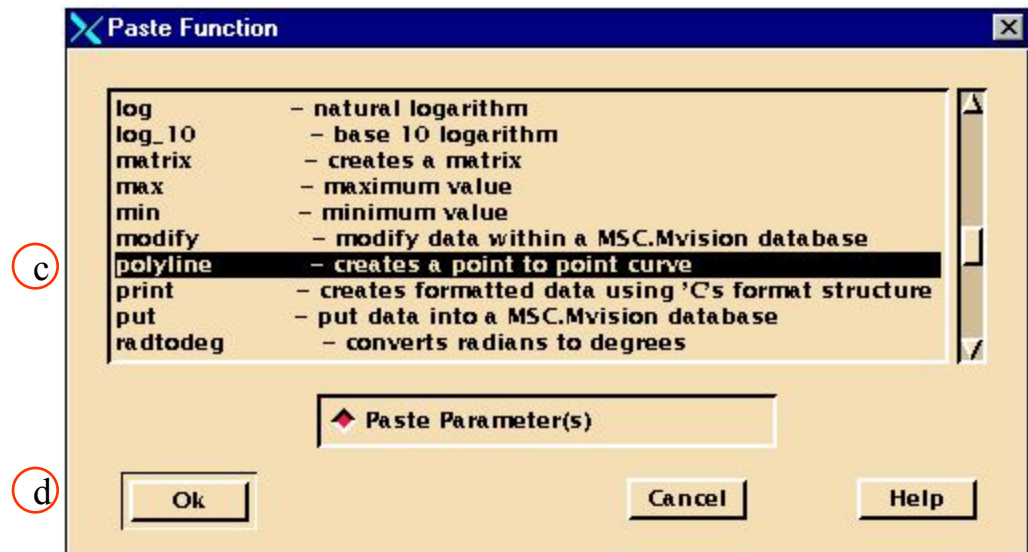 Paste Function
log – natural logarithm
log_10 – base 10 logarithm
matrix – creates a matrix
max – maximum value
min – minimum value
modify – modify data within a MSC.Mvision database
c polyline – creates a point to point curve
print – creates formatted data using 'C's format structure
put – put data into a MSC.Mvision database
radtodeg – converts radians to degrees
Paste Parameter(s)
d Ok Cancel Help